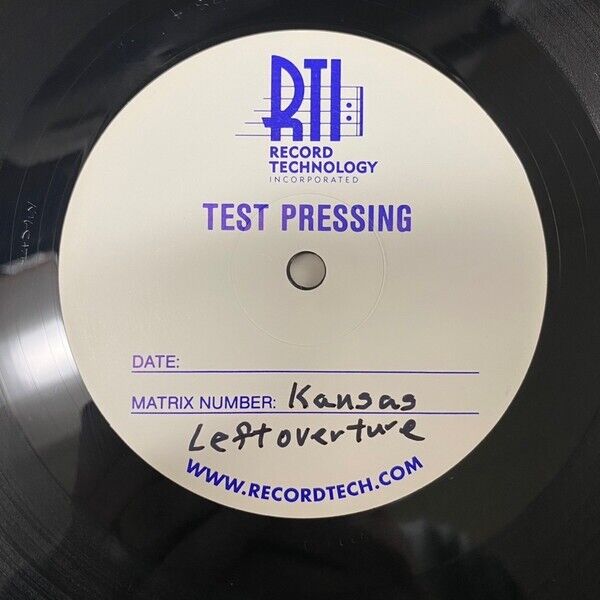 RTI
RECORD
TECHNOLOGY
INCORPORATED
TEST PRESSING
DATE:
MATRIX NUMBER: Kansas
Leftoverture
WWW.RECORDTECH.COM